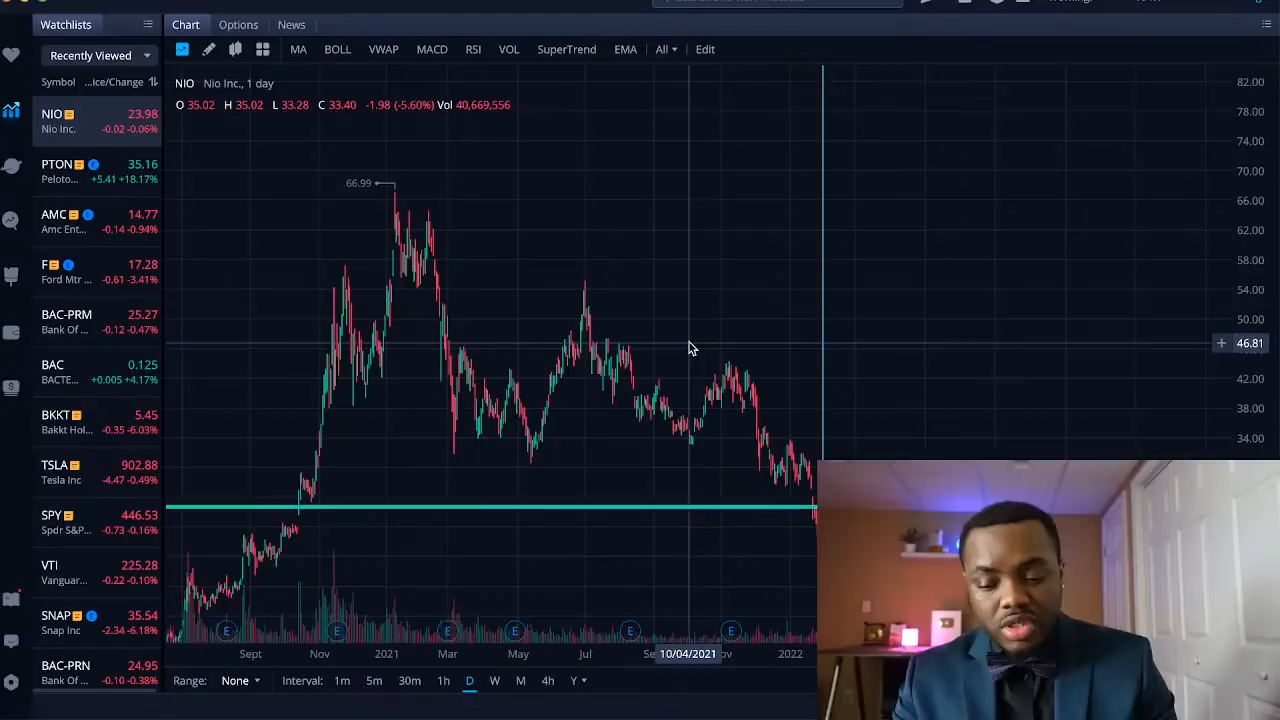 Watchlists
Chart
Options
News
Recently Viewed
MA
BOLL
VWAP
MACD
RSI
VOL
SuperTrend
EMA
All
Edit
Symbol
...ice/Change
NIO
23.98
Nio Inc.
-0.02 -0.06%
PTON
35.16
Peloto...
+5.41 +18.17%
AMC
14.77
Amc Ent...
-0.14 -0.94%
F
17.28
Ford Mtr ...
-0.61 -3.41%
BAC-PRM
25.27
Bank Of ...
-0.12 -0.47%
BAC
0.125
BACTE...
+0.005 +4.17%
BKKT
5.45
Bakkt Hol...
-0.35 -6.03%
TSLA
902.88
Tesla Inc
-4.47 -0.49%
SPY
446.53
Spdr S&P...
-0.73 -0.16%
VTI
225.28
Vanguar...
-0.22 -0.10%
SNAP
35.54
Snap Inc
-2.34 -6.18%
BAC-PRN
24.95
Bank Of ...
-0.10 -0.38%
NIO Nio Inc., 1 day
O 35.02 H 35.02 L 33.28 C 33.40 -1.98 (-5.60%) Vol 40,669,556
66.99
82.00
78.00
74.00
70.00
66.00
62.00
58.00
54.00
50.00
46.81
42.00
38.00
34.00
E E E E E E
Sept Nov 2021 Mar May Jul 10/04/2021 2022
Range: None Interval: 1m 5m 30m 1h D W M 4h Y